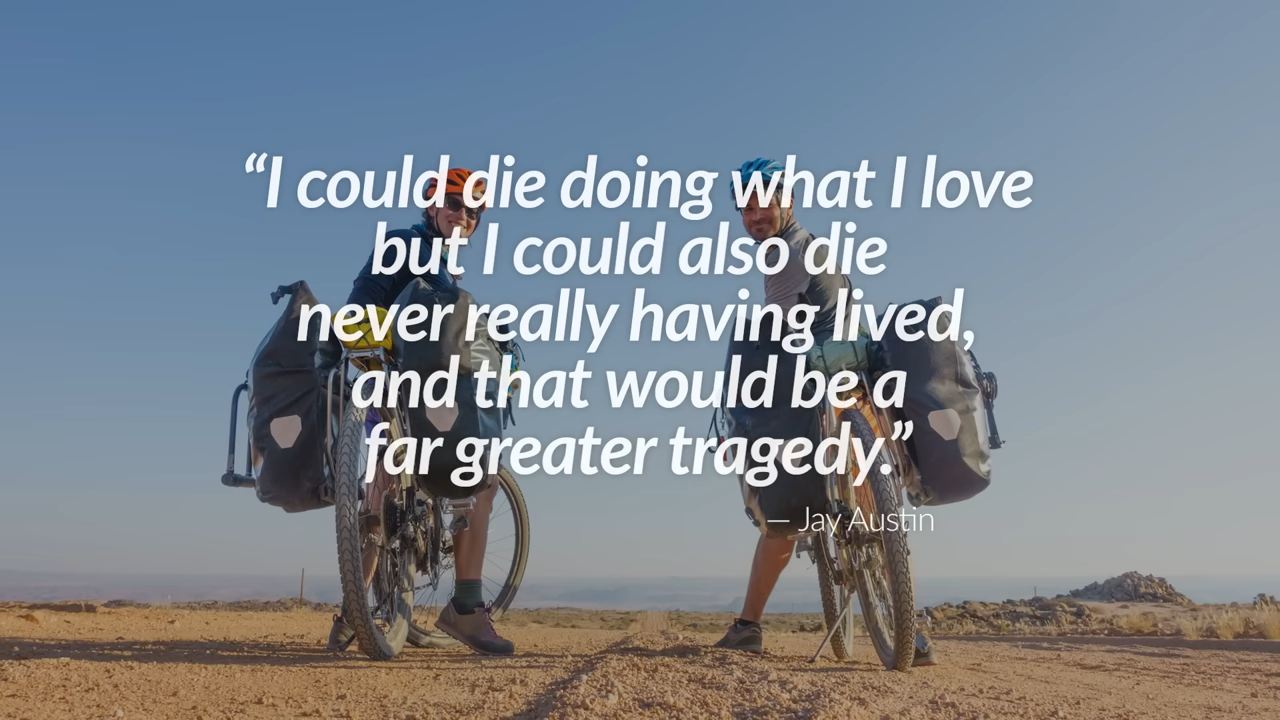 “I could die doing what I love
but I could also die
never really having lived,
and that would be a
far greater tragedy.”
— Jay Austin